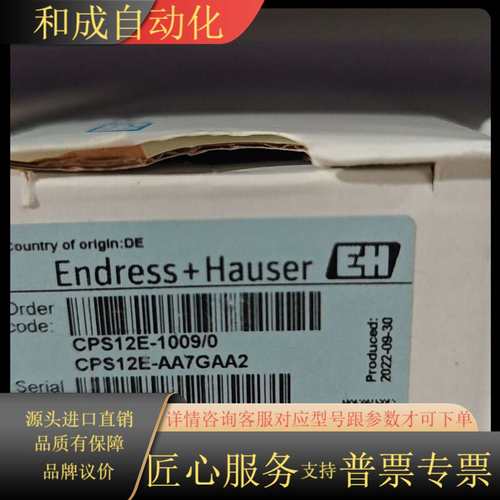 和成自动化
Country of origin:DE
Endress+Hauser EH
Order
code:
CPS12E-1009/0
CPS12E-AA7GAA2
Serial
Produced:
2022-09-30
源头进口直销
品质有保障
品牌议价
详情咨询客服对应型号跟参数才可下单
匠心服务 支持 普票专票